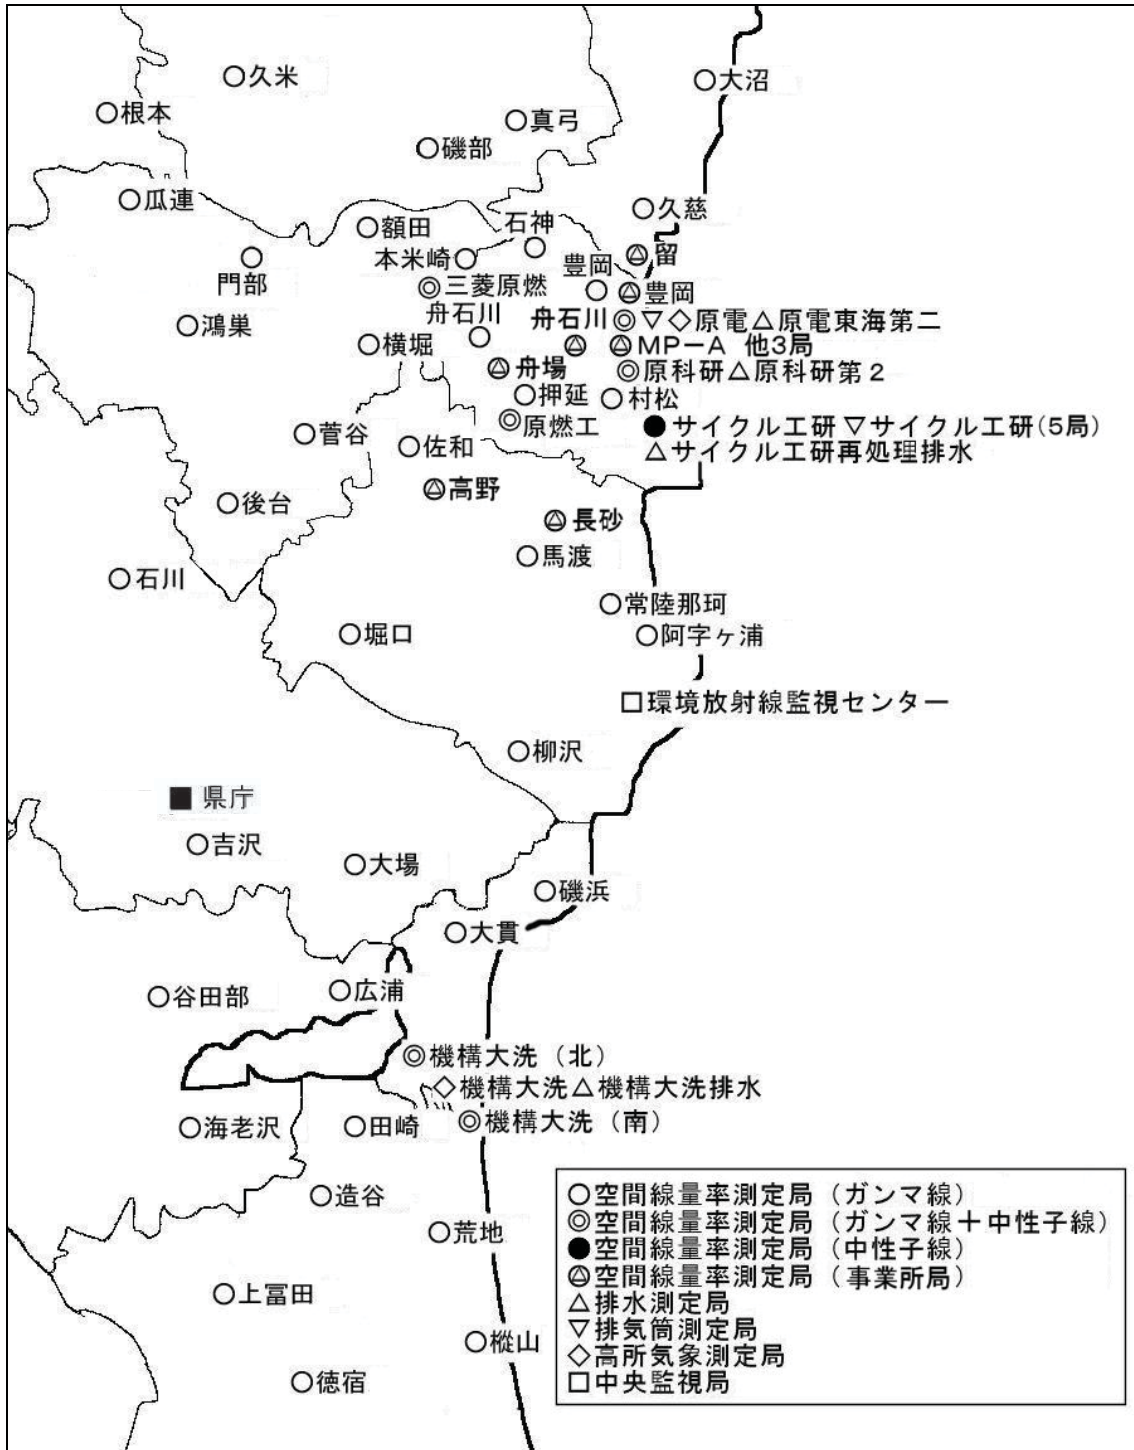 ○久米
○大沼
○根本
○真弓
○磯部
○瓜連
○久慈
○額田
石神
○
本米崎○
◎留
○
門部
豊岡
○
◎三菱原燃
◎豊岡
○鴻巣
舟石川
○
舟石川◎▽◇原電△原電東海第二
○横堀
◎MP−A 他3局
◎舟場
◎原科研△原科研第2
○押延
○村松
◎原燃工
●サイクル工研▽サイクル工研(5局)
△サイクル工研再処理排水
○菅谷
○佐和
◎高野
○後台
◎長砂
○馬渡
○石川
○常陸那珂
○阿字ヶ浦
○堀口
□環境放射線監視センター
○柳沢
■県庁
○吉沢
○大場
○磯浜
○大貫
○広浦
○谷田部
◎機構大洗（北）
◇機構大洗△機構大洗排水
◎機構大洗（南）
○海老沢
○田崎
○造谷
○荒地
○上冨田
○樅山
○徳宿
○空間線量率測定局（ガンマ線）
◎空間線量率測定局（ガンマ線＋中性子線）
●空間線量率測定局（中性子線）
◎空間線量率測定局（事業所局）
△排水測定局
▽排気筒測定局
◇高所気象測定局
□中央監視局